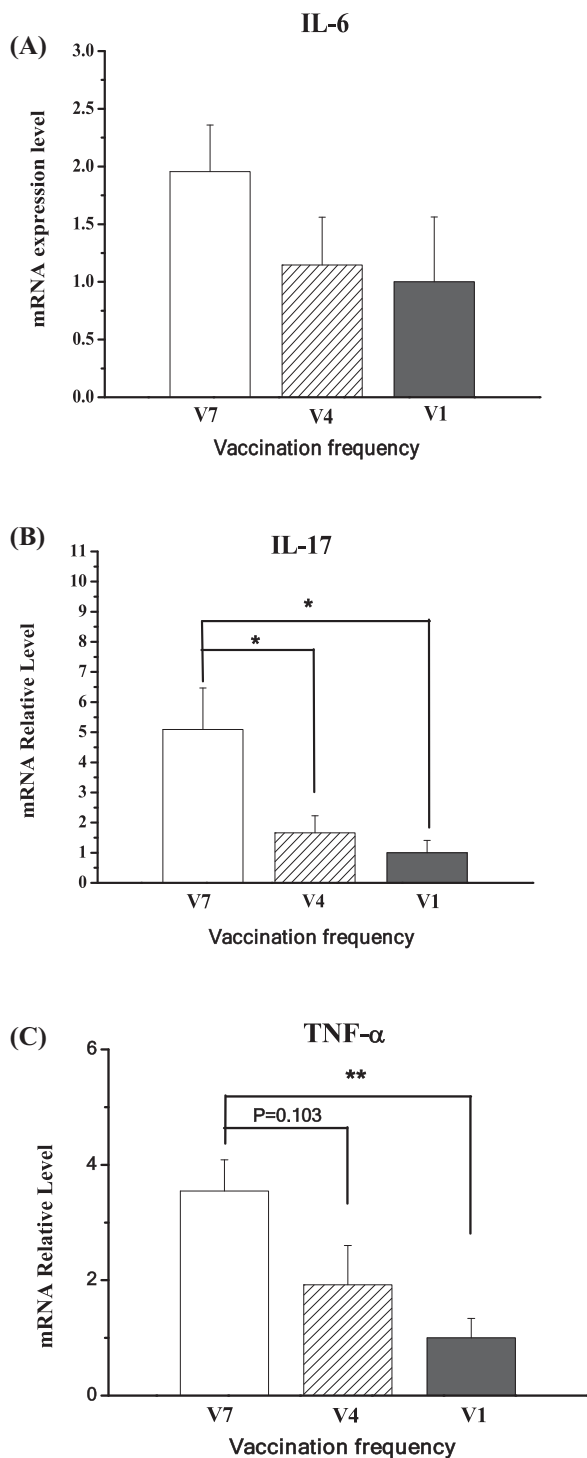 (A)
IL-6
mRNA expression level
3.0
2.5
2.0
1.5
1.0
0.5
0.0
V7
V4
V1
Vaccination frequency
(B)
IL-17
mRNA Relative Level
11
10
9
8
7
6
5
4
3
2
1
0
*
*
V7
V4
V1
Vaccination frequency
(C)
TNF-α
mRNA Relative Level
6
4
2
0
**
P=0.103
V7
V4
V1
Vaccination frequency